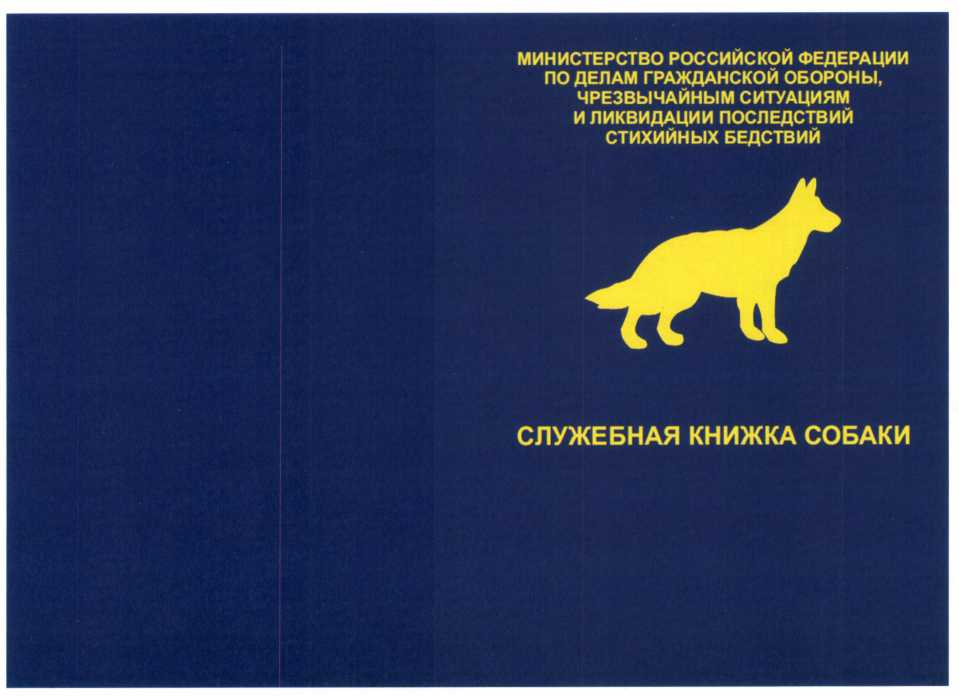 МИНИСТЕРСТВО РОССИЙСКОЙ ФЕДЕРАЦИИ
ПО ДЕЛАМ ГРАЖДАНСКОЙ ОБОРОНЫ,
ЧРЕЗВЫЧАЙНЫМ СИТУАЦИЯМ
И ЛИКВИДАЦИИ ПОСЛЕДСТВИЙ
СТИХИЙНЫХ БЕДСТВИЙ
СЛУЖЕБНАЯ КНИЖКА СОБАКИ